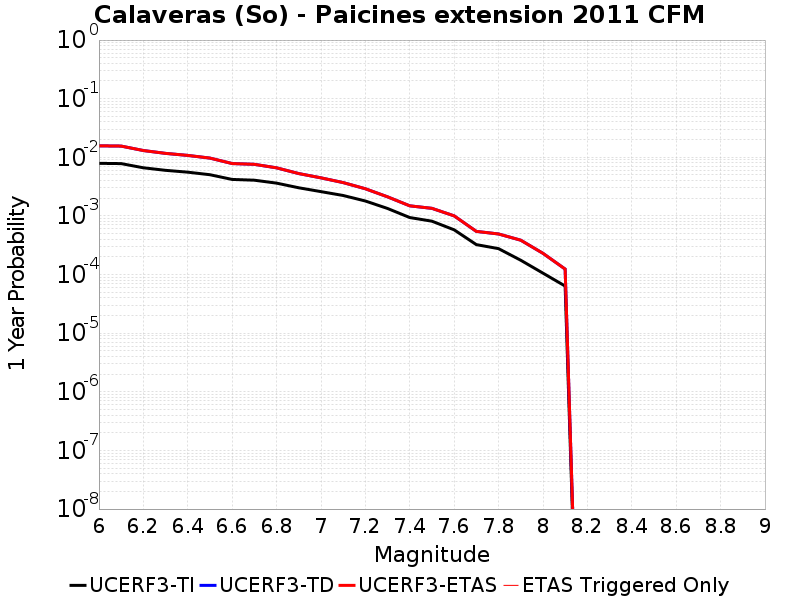 Calaveras (So) - Paicines extension 2011 CFM
10^0
10^-1
10^-2
10^-3
10^-4
10^-5
10^-6
10^-7
10^-8
1 Year Probability
6 6.2 6.4 6.6 6.8 7 7.2 7.4 7.6 7.8 8 8.2 8.4 8.6 8.8 9
Magnitude
UCERF3-TI UCERF3-TD UCERF3-ETAS ETAS Triggered Only